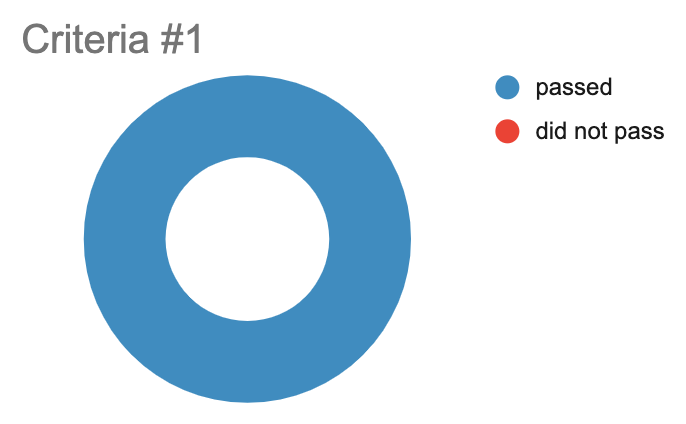 Criteria #1
passed
did not pass